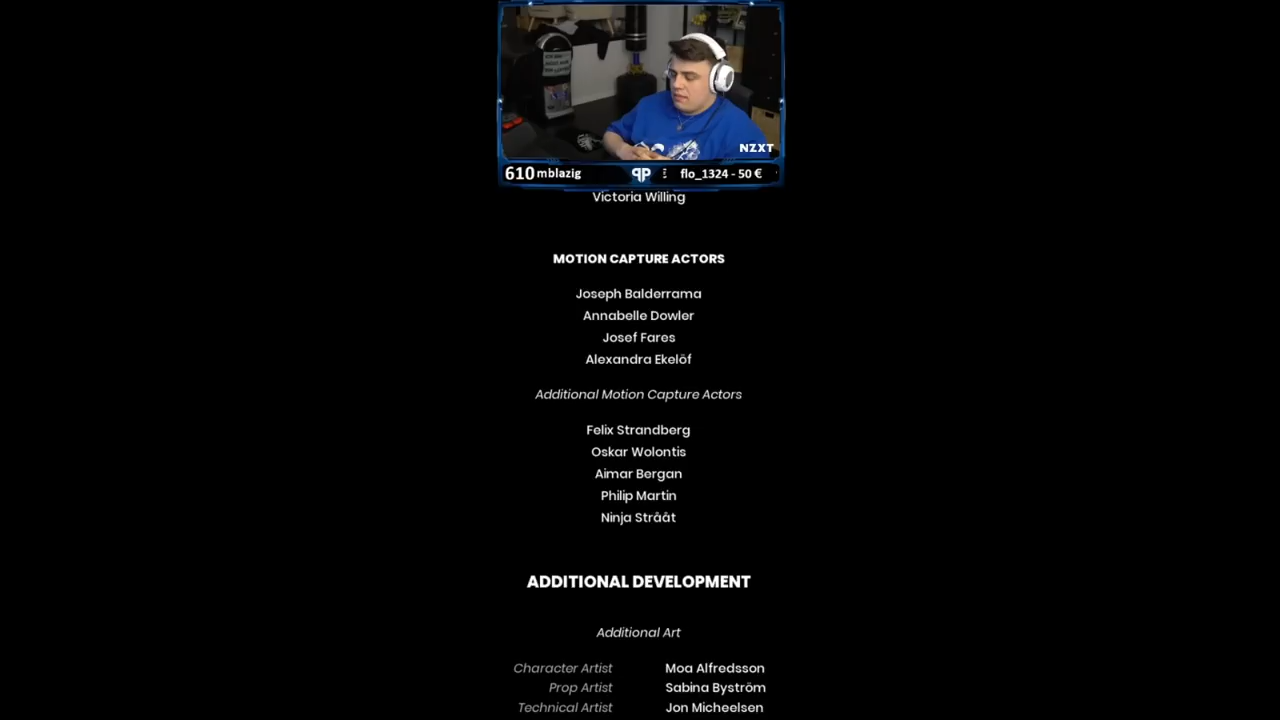 NZXT
610 mblazig
flo_1324 - 50 €
Victoria Willing
MOTION CAPTURE ACTORS
Joseph Balderrama
Annabelle Dowler
Josef Fares
Alexandra Ekelöf
Additional Motion Capture Actors
Felix Strandberg
Oskar Wolontis
Aimar Bergan
Philip Martin
Ninja Strååt
ADDITIONAL DEVELOPMENT
Additional Art
Character Artist Moa Alfredsson
Prop Artist Sabina Byström
Technical Artist Jon Micheelsen